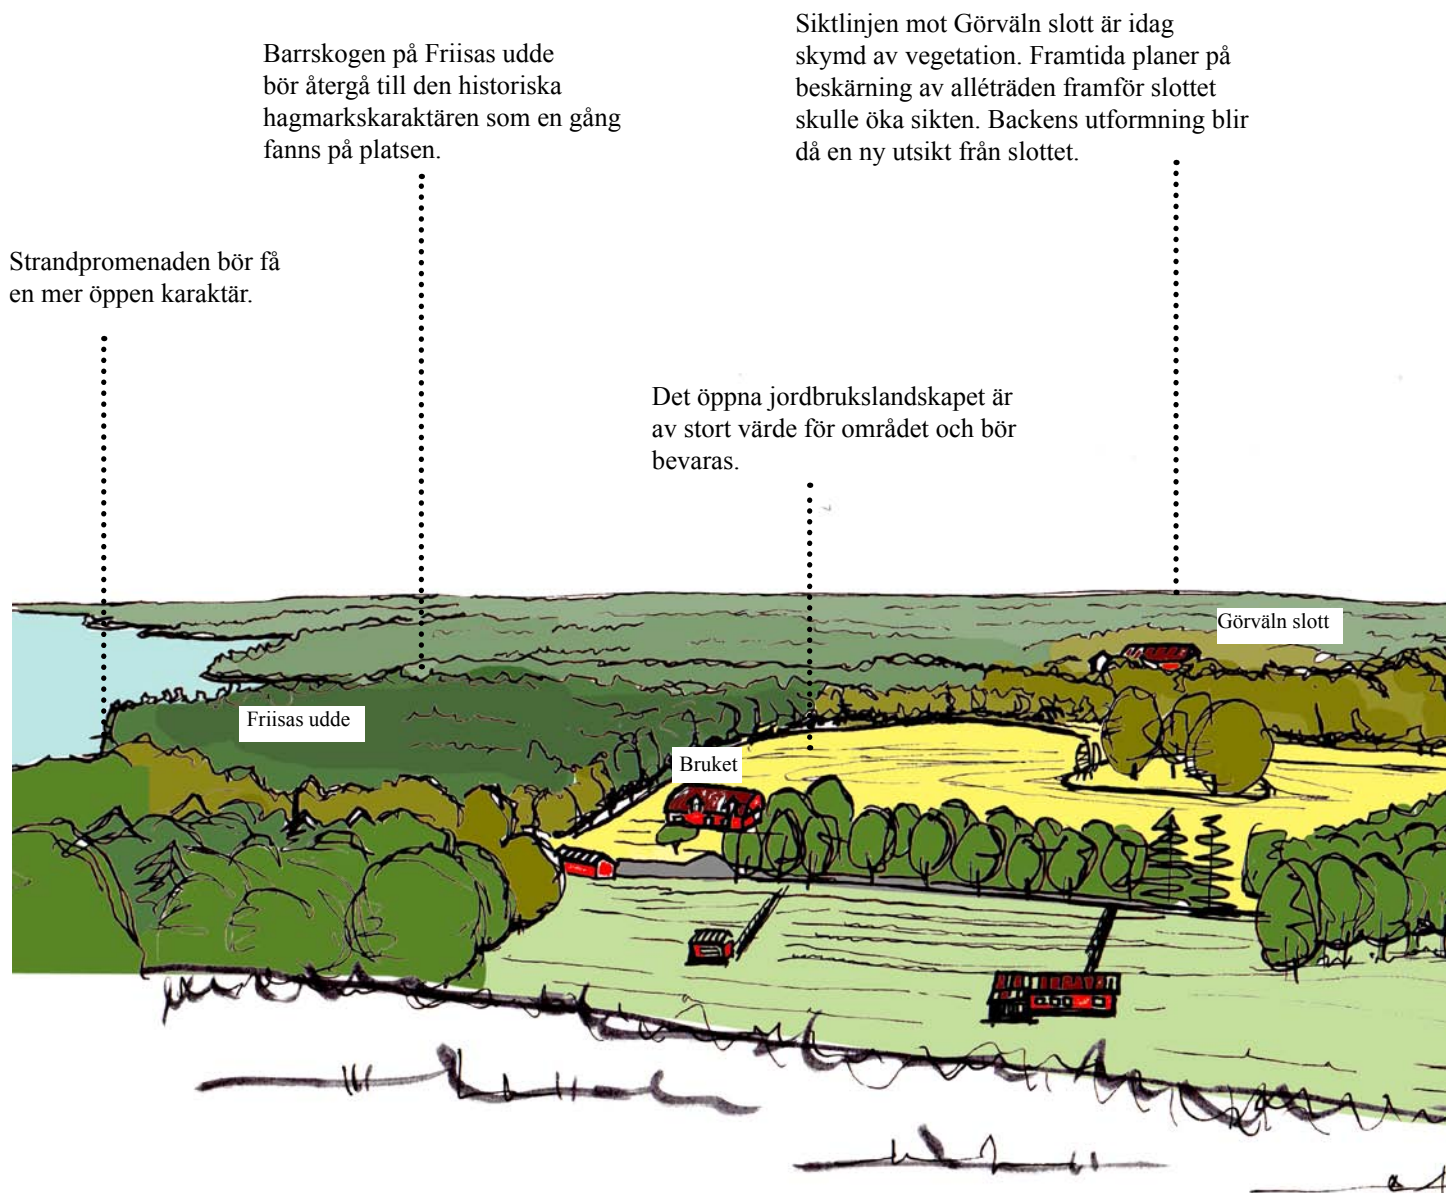 Siktlinjen mot Görväln slott är idag
skymd av vegetation. Framtida planer på
beskärning av alléträden framför slottet
skulle öka sikten. Backens utformning blir
då en ny utsikt från slottet.
Barrskogen på Friisas udde
bör återgå till den historiska
hagmarkskaraktären som en gång
fanns på platsen.
Strandpromenaden bör få
en mer öppen karaktär.
Det öppna jordbrukslandskapet är
av stort värde för området och bör
bevaras.
Görväln slott
Friisas udde
Bruket